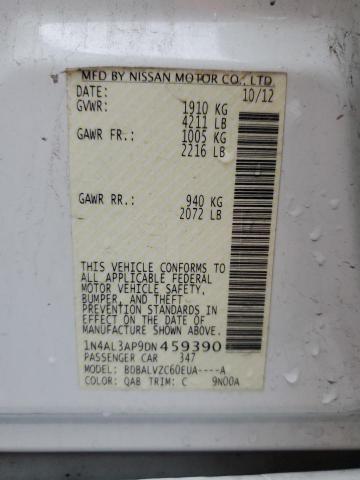 MFD BY NISSAN MOTOR CO., LTD.
DATE: 10/12
GVWR: 1910 KG
4211 LB
GAWR FR.: 1005 KG
2216 LB
GAWR RR.: 940 KG
2072 LB
THIS VEHICLE CONFORMS TO
ALL APPLICABLE FEDERAL
MOTOR VEHICLE SAFETY,
BUMPER, AND THEFT
PREVENTION STANDARDS IN
EFFECT ON THE DATE OF
MANUFACTURE SHOWN ABOVE.
1N4AL3AP9DN459390
PASSENGER CAR 347
MODEL: BDBALVZC60EUA----A
COLOR: QAB TRIM: C 9N00A